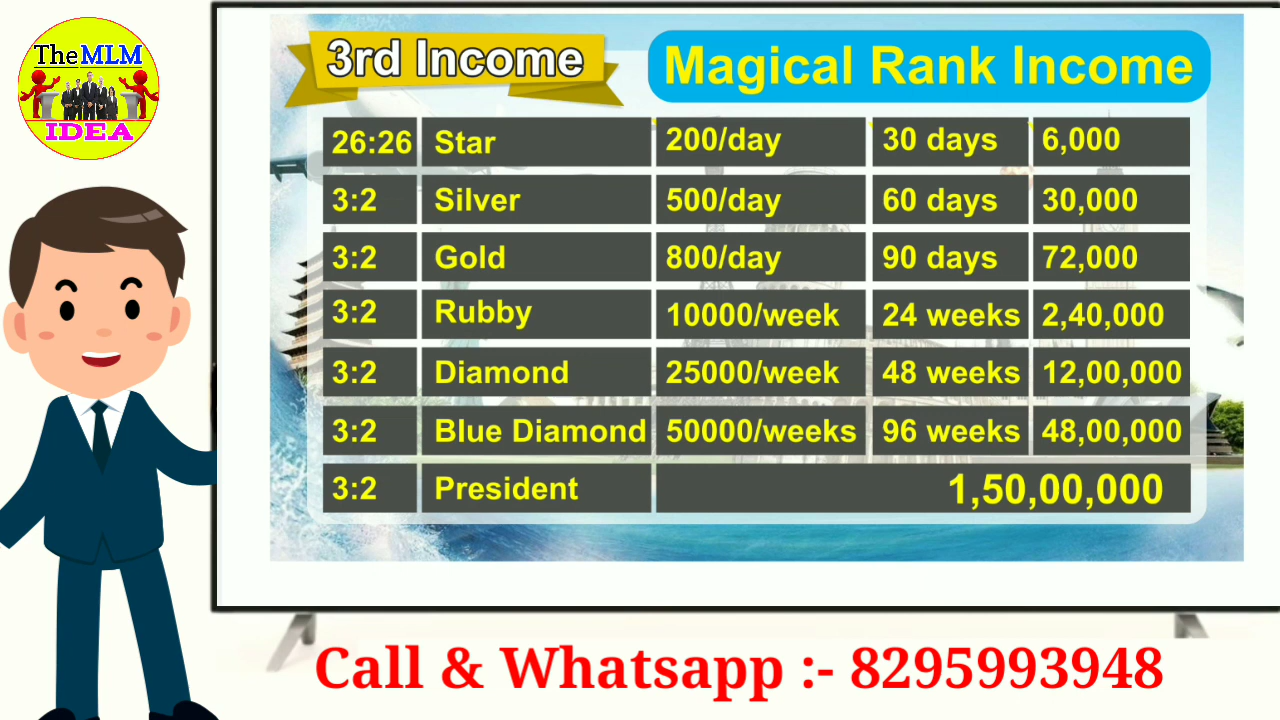 The MLM
IDEA
3rd Income
Magical Rank Income
26:26 Star 200/day 30 days 6,000
3:2 Silver 500/day 60 days 30,000
3:2 Gold 800/day 90 days 72,000
3:2 Rubby 10000/week 24 weeks 2,40,000
3:2 Diamond 25000/week 48 weeks 12,00,000
3:2 Blue Diamond 50000/weeks 96 weeks 48,00,000
3:2 President 1,50,00,000
Call & Whatsapp :- 8295993948